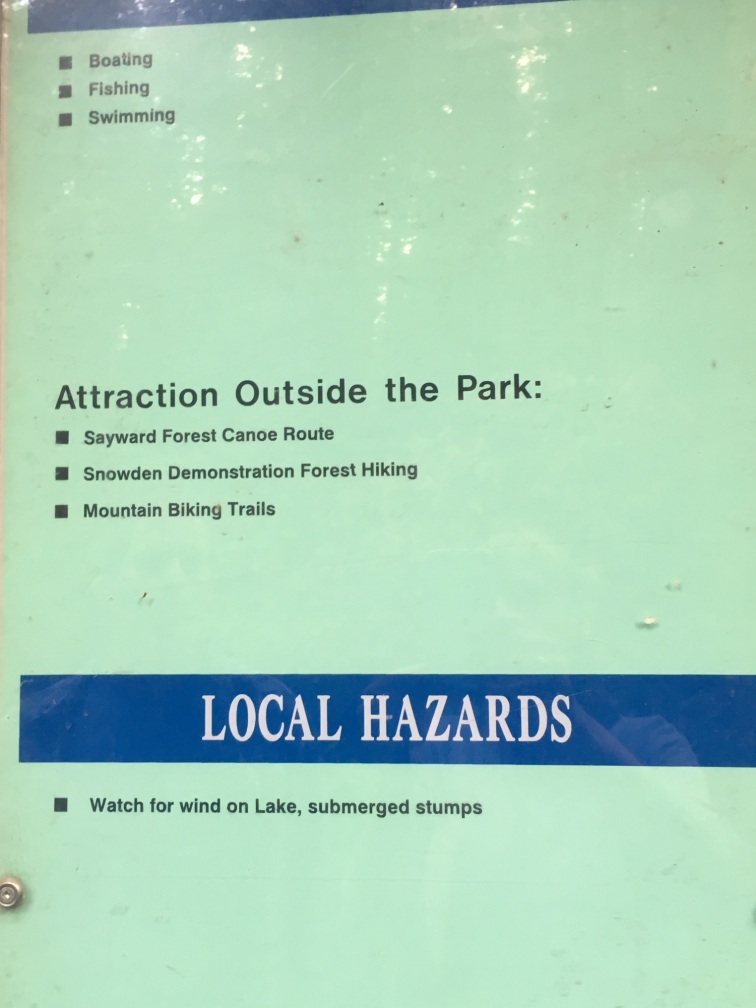 Boating
Fishing
Swimming
Attraction Outside the Park:
Sayward Forest Canoe Route
Snowden Demonstration Forest Hiking
Mountain Biking Trails
LOCAL HAZARDS
Watch for wind on Lake, submerged stumps